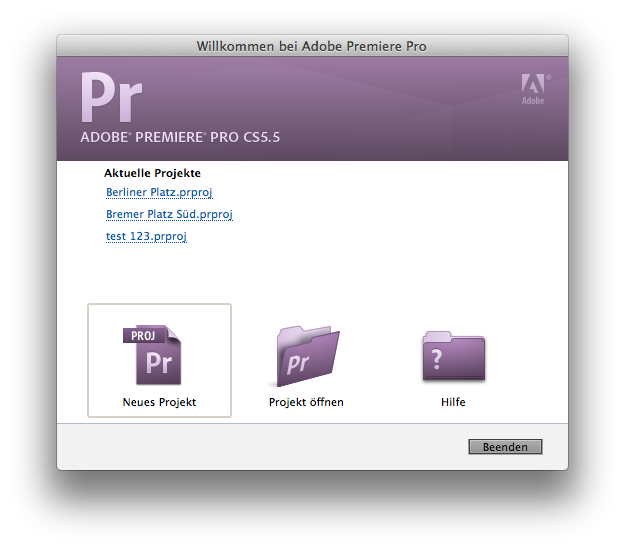 Willkommen bei Adobe Premiere Pro
Pr
Adobe®
ADOBE® PREMIERE® PRO CS5.5
Aktuelle Projekte
Berliner Platz.prproj
Bremer Platz Süd.prproj
test 123.prproj
PROJ
Pr
Pr
?
Neues Projekt
Projekt öffnen
Hilfe
Beenden